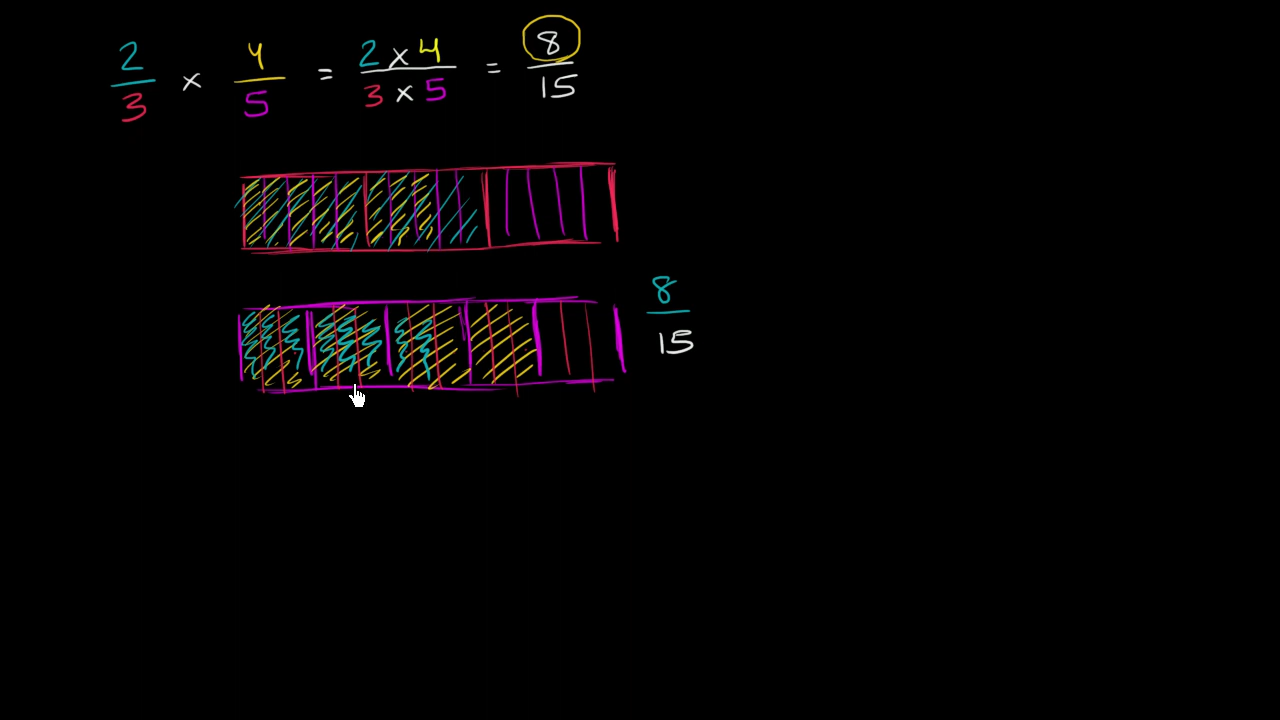 2/3 × 4/5 = 2 × 4 / 3 × 5 = 8/15
8/15